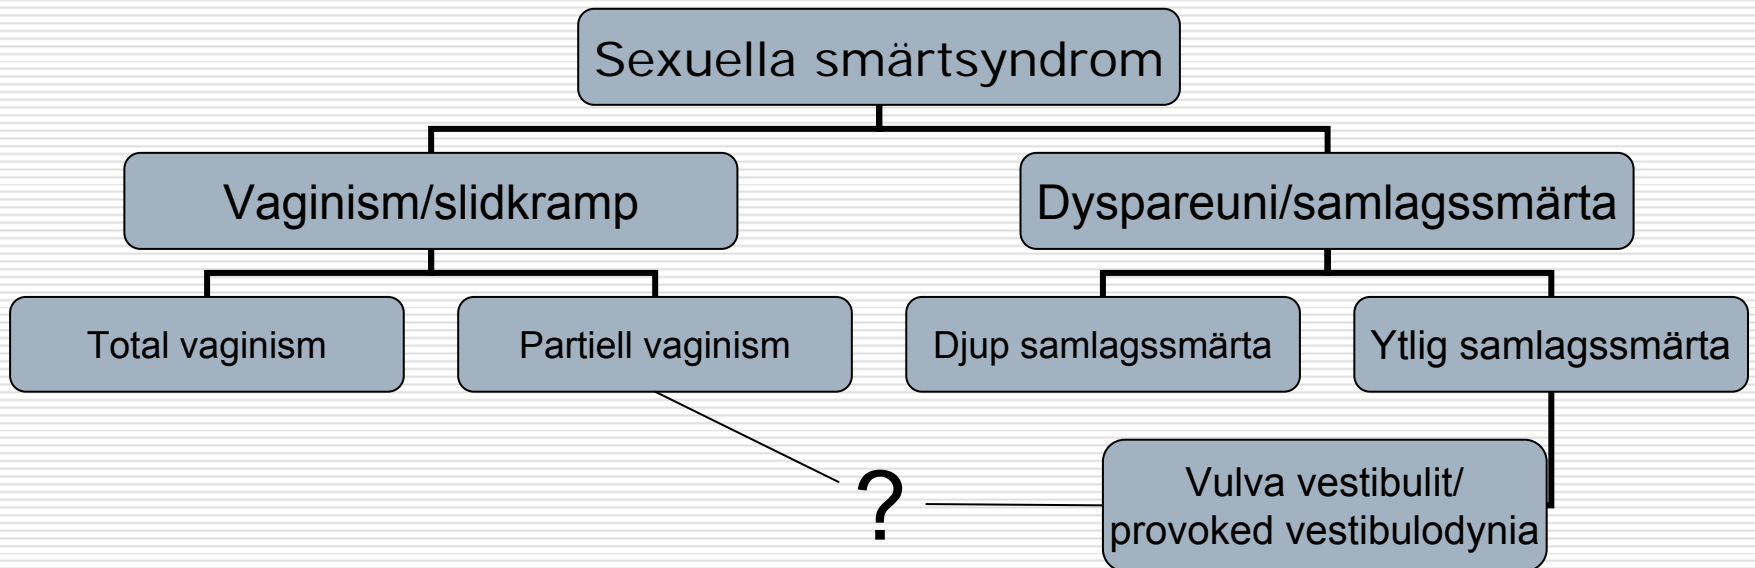 Sexuella smärtsyndrom
Vaginism/slidkramp
Dyspareuni/samlagssmärta
Total vaginism
Partiell vaginism
Djup samlagssmärta
Ytlig samlagssmärta
?
Vulva vestibulit/
provoked vestibulodynia